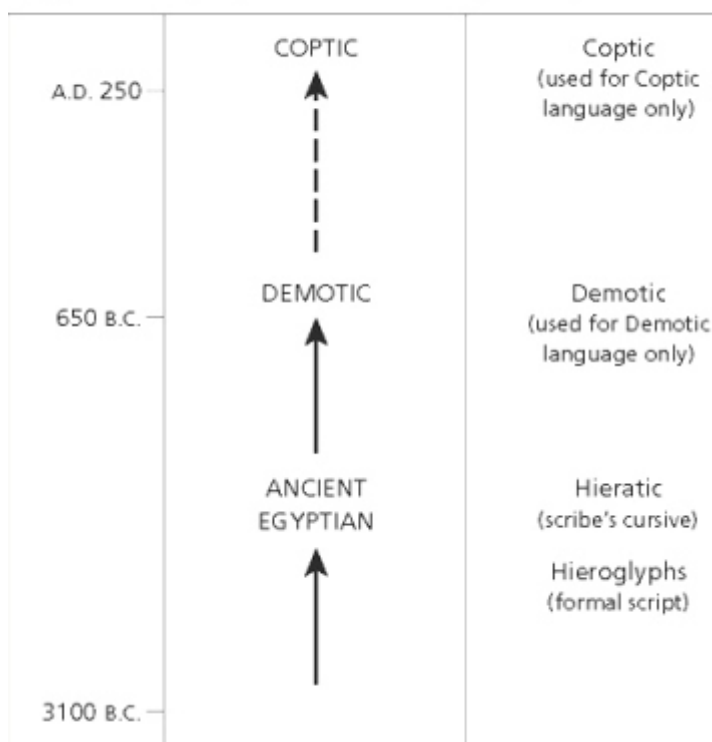 COPTIC
Coptic
(used for Coptic
language only)
A.D. 250
DEMOTIC
Demotic
(used for Demotic
language only)
650 B.C.
ANCIENT
EGYPTIAN
Hieratic
(scribe's cursive)
Hieroglyphs
(formal script)
3100 B.C.